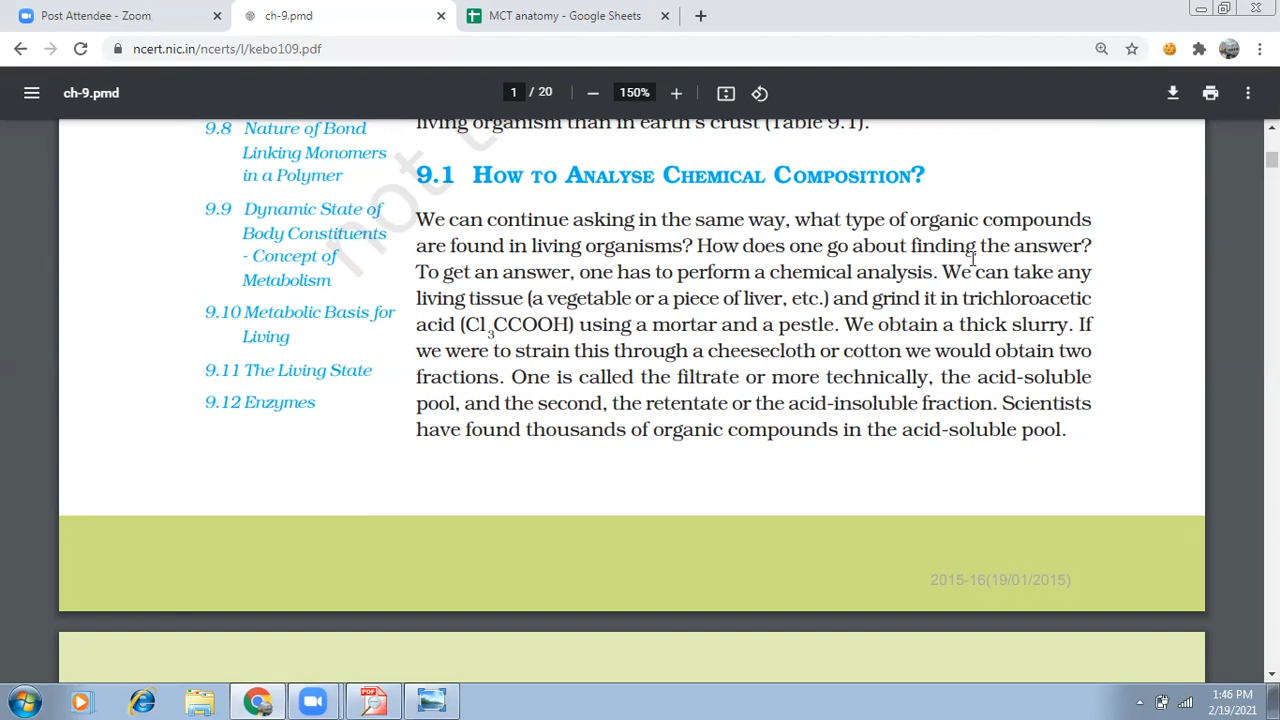 Post Attendee - Zoom
ch-9.pmd
MCT anatomy - Google Sheets
ncert.nic.in/ncerts/l/kebo109.pdf
ch-9.pmd
1 / 20
150%
living organism than in earth's crust (Table 9.1).
9.8 Nature of Bond
Linking Monomers
in a Polymer
9.9 Dynamic State of
Body Constituents
- Concept of
Metabolism
9.10 Metabolic Basis for
Living
9.11 The Living State
9.12 Enzymes
not
9.1 How to Analyse Chemical Composition?
We can continue asking in the same way, what type of organic compounds
are found in living organisms? How does one go about finding the answer?
To get an answer, one has to perform a chemical analysis. We can take any
living tissue (a vegetable or a piece of liver, etc.) and grind it in trichloroacetic
acid (Cl₃CCOOH) using a mortar and a pestle. We obtain a thick slurry. If
we were to strain this through a cheesecloth or cotton we would obtain two
fractions. One is called the filtrate or more technically, the acid-soluble
pool, and the second, the retentate or the acid-insoluble fraction. Scientists
have found thousands of organic compounds in the acid-soluble pool.
2015-16(19/01/2015)
PDF
1:46 PM
2/19/2021